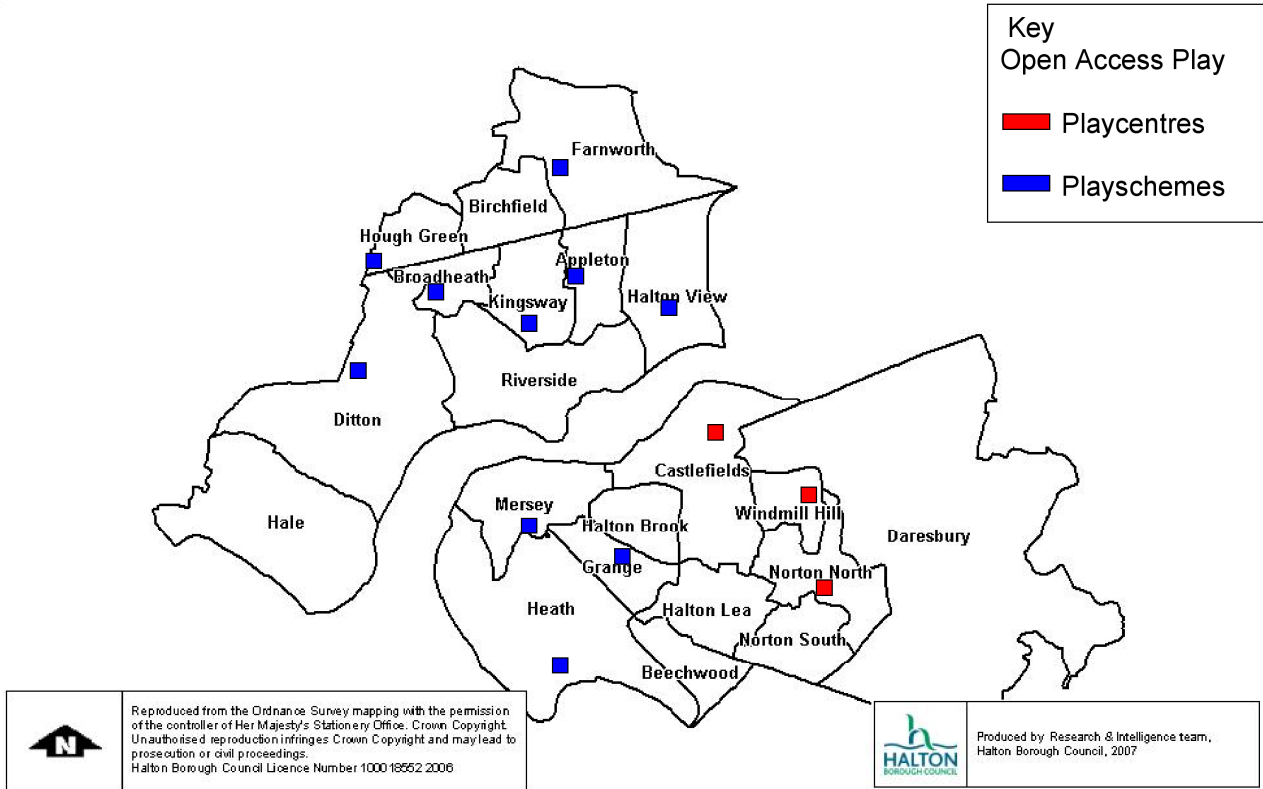 Key
Open Access Play
Playcentres
Playschemes
Farnworth
Birchfield
Hough Green
Broadheath
Appleton
Kingsway
Halton View
Riverside
Ditton
Castlefields
Mersey
Windmill Hill
Hale
Halton Brook
Daresbury
Grange
Norton North
Heath
Halton Lea
Norton South
Beechwood
N
Reproduced from the Ordnance Survey mapping with the permission
of the controller of Her Majesty's Stationery Office. Crown Copyright.
Unauthorised reproduction infringes Crown Copyright and may lead to
prosecution or civil proceedings.
Halton Borough Council Licence Number 100018552 2006
HALTON
BOROUGH COUNCIL
Produced by Research & Intelligence team,
Halton Borough Council, 2007